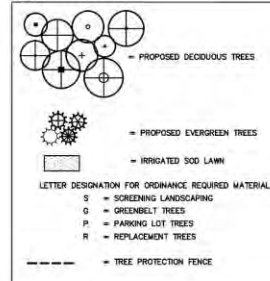 = PROPOSED DECIDUOUS TREES
= PROPOSED EVERGREEN TREES
= IRRIGATED SOD LAWN
LETTER DESIGNATION FOR ORDINANCE REQUIRED MATERIAL
S = SCREENING LANDSCAPING
G = GREENBELT TREES
P = PARKING LOT TREES
R = REPLACEMENT TREES
= TREE PROTECTION FENCE